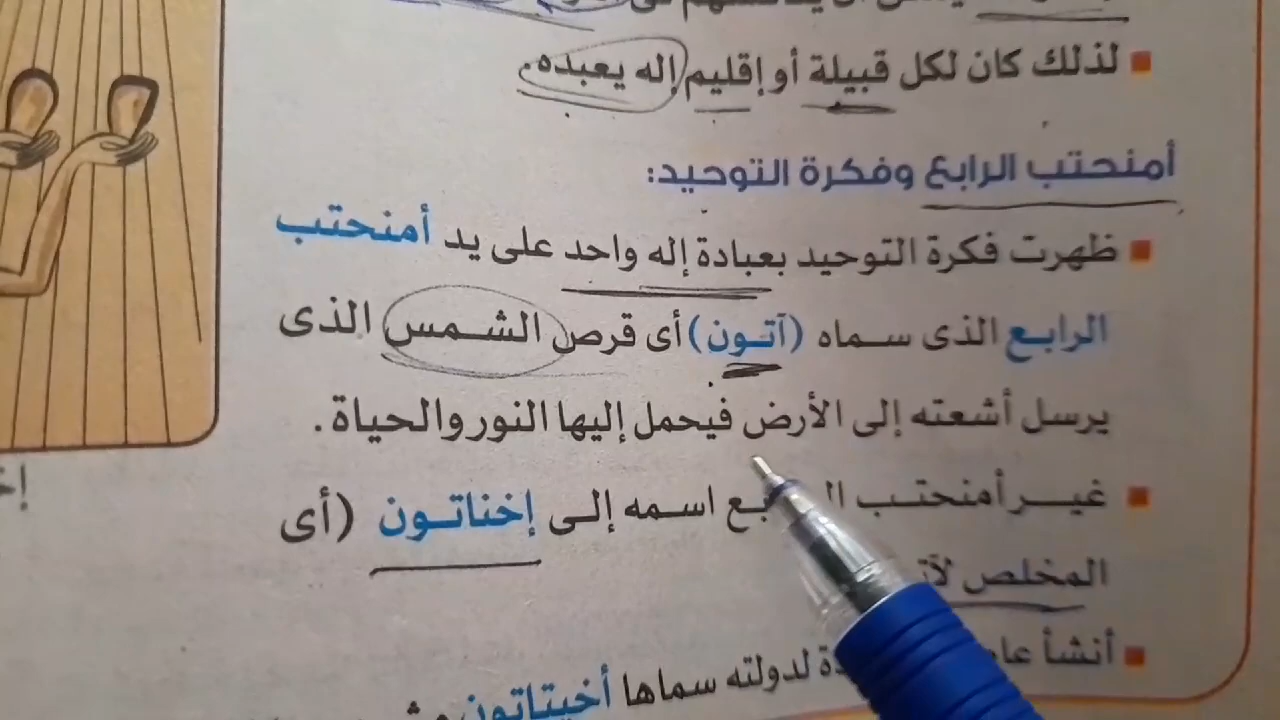 لذلك كان لكل قبيلة أو إقليم إله يعبده.
أمنحتب الرابع وفكرة التوحيد:
ظهرت فكرة التوحيد بعبادة إله واحد على يد أمنحتب
الرابع الذى سماه (آتون) أى قرص الشمس الذى
يرسل أشعته إلى الأرض فيحمل إليها النور والحياة.
غير أمنحتب اسمه إلى إخناتون (أى
المخلص
أنشأ لدولته سماها أخيتاتون